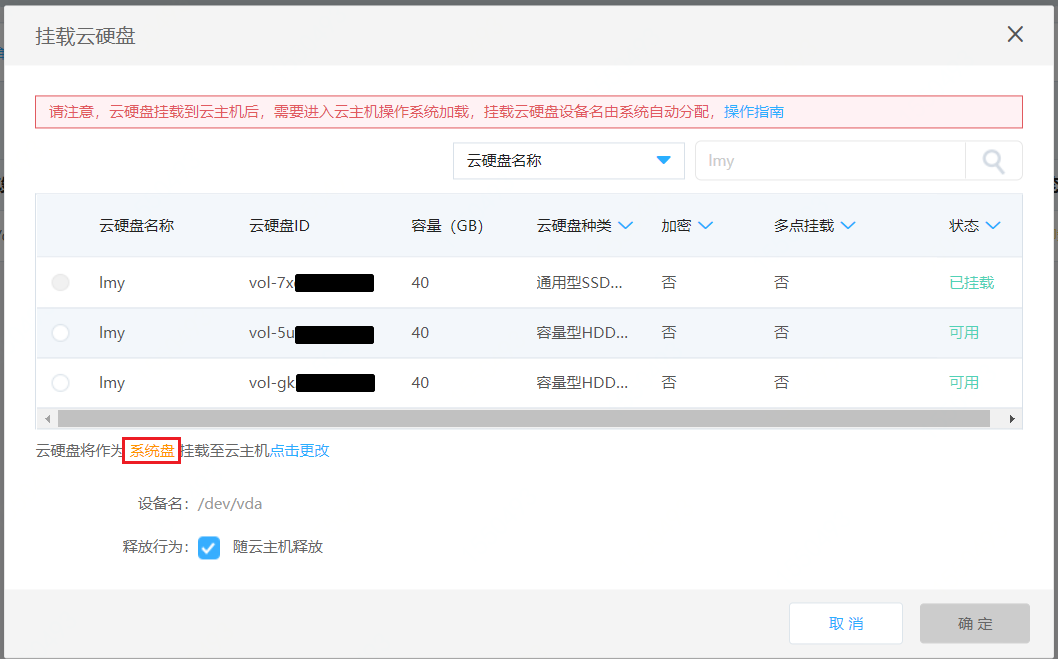 挂载云硬盘
请注意，云硬盘挂载到云主机后，需要进入云主机操作系统加载，挂载云硬盘设备名由系统自动分配，操作指南
云硬盘名称 lmy
云硬盘名称 云硬盘ID 容量（GB） 云硬盘种类 加密 多点挂载 状态
lmy vol-7x 40 通用型SSD... 否 否 已挂载
lmy vol-5u 40 容量型HDD... 否 否 可用
lmy vol-gk 40 容量型HDD... 否 否 可用
云硬盘将作为 系统盘 挂载至云主机点击更改
设备名： /dev/vda
释放行为： 随云主机释放
取 消 确 定